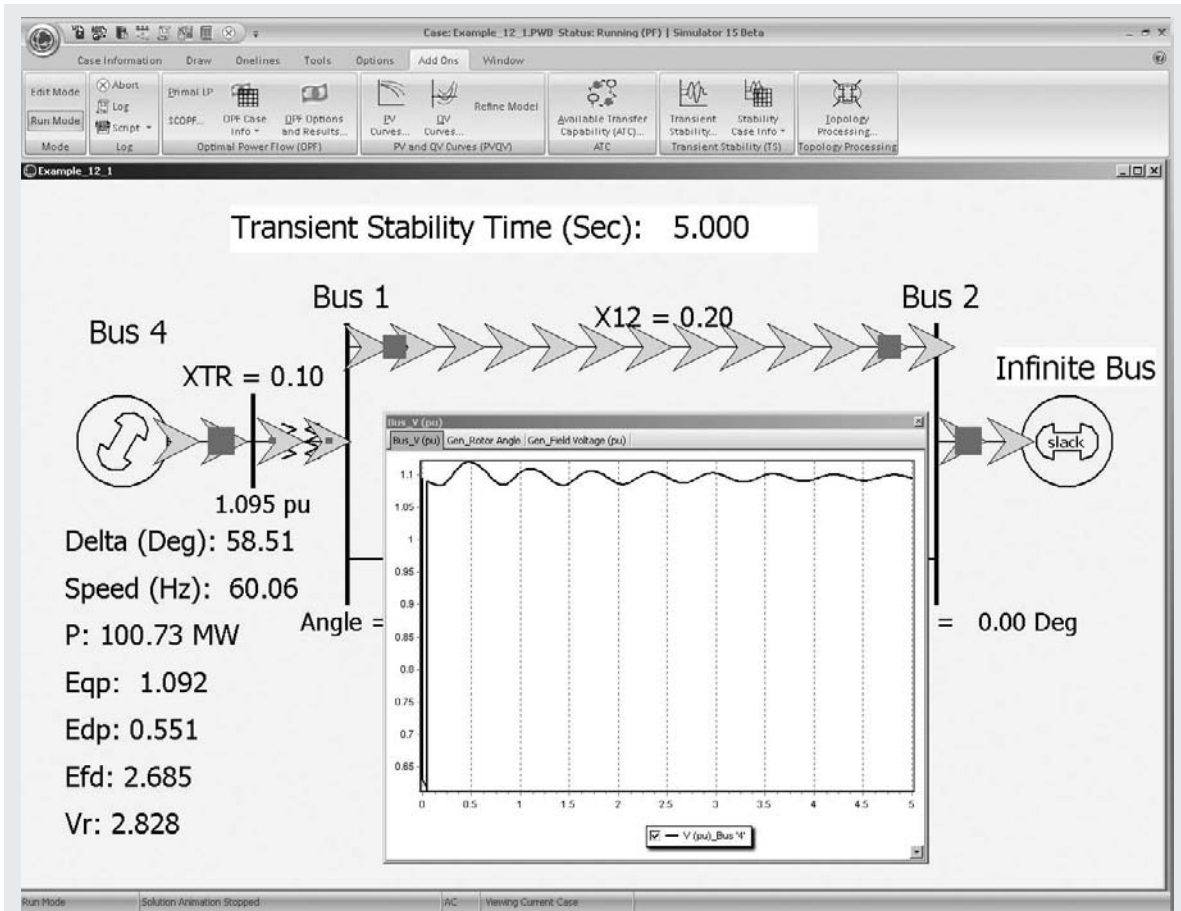 Case: Example_12_1.PWB Status: Running (PF) | Simulator 15 Beta
Case Information Draw Onelines Tools Options Add Ons Window
Edit Mode
Run Mode
Mode
Abort
Log
Script
Log
Primal LP
SCOPF...
OPF Case Info
OPF Options and Results...
Optimal Power Flow (OPF)
PV Curves...
QV Curves...
Refine Model
PV and QV Curves (PVQV)
Available Transfer Capability (ATC)...
ATC
Transient Stability...
Stability Case Info
Transient Stability (TS)
Topology Processing...
Topology Processing
Example_12_1
Transient Stability Time (Sec): 5.000
Bus 1
Bus 2
Bus 4
X12 = 0.20
Infinite Bus
XTR = 0.10
slack
1.095 pu
Delta (Deg): 58.51
Speed (Hz): 60.06
P: 100.73 MW
Eqp: 1.092
Edp: 0.551
Efd: 2.685
Vr: 2.828
Angle =
= 0.00 Deg
Bus_V (pu)
Bus_V (pu) Gen_Rotor Angle Gen_Field Voltage (pu)
1.1
1.05
1
0.95
0.9
0.85
0.8
0.75
0.7
0.65
0 0.5 1 1.5 2 2.5 3 3.5 4 4.5 5
V (pu)_Bus '4'
Run Mode Solution Animation Stopped AC Viewing Current Case